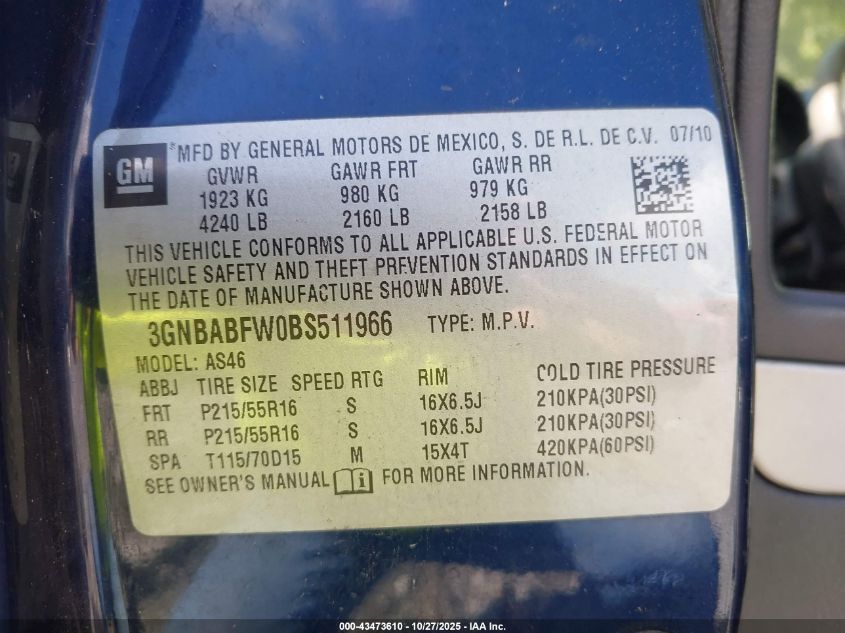 GM
*MFD BY GENERAL MOTORS DE MEXICO, S. DE R.L. DE C.V. 07/10
GVWR GAWR FRT GAWR RR
1923 KG 980 KG 979 KG
4240 LB 2160 LB 2158 LB
THIS VEHICLE CONFORMS TO ALL APPLICABLE U.S. FEDERAL MOTOR
VEHICLE SAFETY AND THEFT PREVENTION STANDARDS IN EFFECT ON
THE DATE OF MANUFACTURE SHOWN ABOVE.
3GNBABFW0BS511966 TYPE: M.P.V.
MODEL: AS46
ABBJ TIRE SIZE SPEED RTG RIM COLD TIRE PRESSURE
FRT P215/55R16 S 16X6.5J 210KPA(30PSI)
RR P215/55R16 S 16X6.5J 210KPA(30PSI)
SPA T115/70D15 M 15X4T 420KPA(60PSI)
SEE OWNER'S MANUAL FOR MORE INFORMATION.
000-43473610 - 10/27/2025 - IAA Inc.